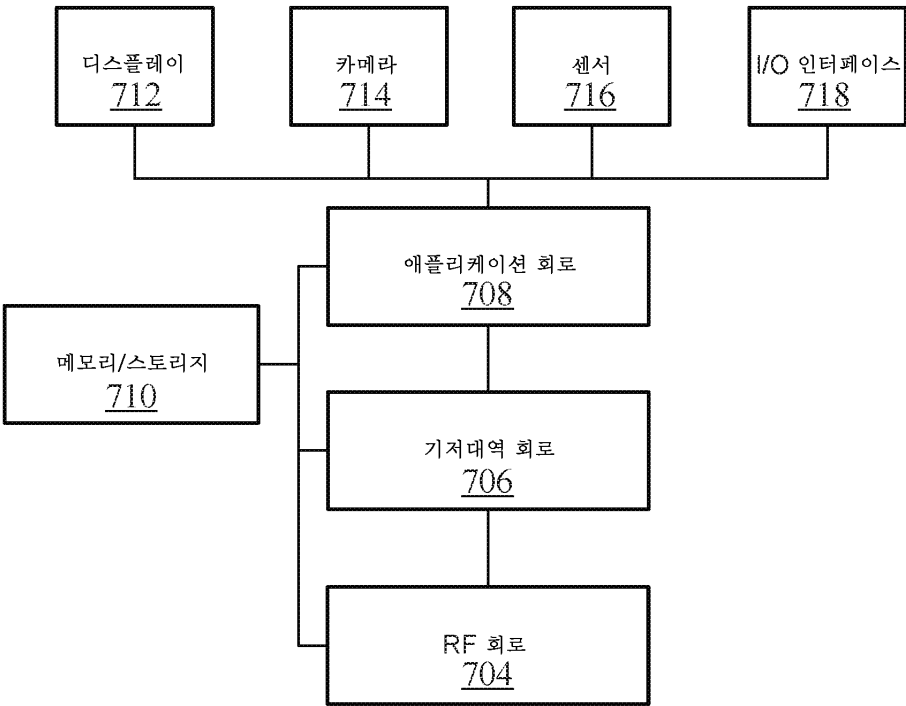 디스플레이
712
카메라
714
센서
716
I/O 인터페이스
718
애플리케이션 회로
708
메모리/스토리지
710
기저대역 회로
706
RF 회로
704